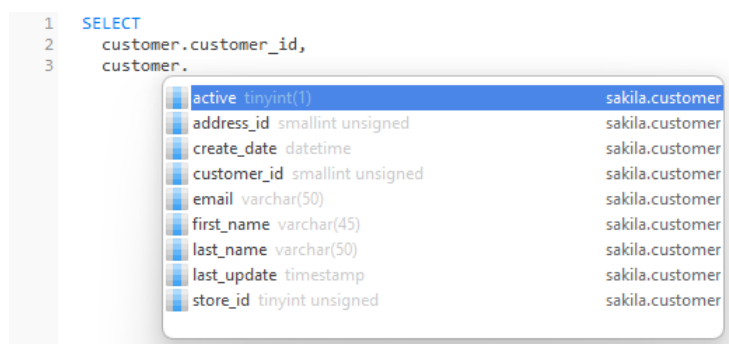 1 SELECT
2 customer.customer_id,
3 customer.
active tinyint(1) sakila.customer
address_id smallint unsigned sakila.customer
create_date datetime sakila.customer
customer_id smallint unsigned sakila.customer
email varchar(50) sakila.customer
first_name varchar(45) sakila.customer
last_name varchar(50) sakila.customer
last_update timestamp sakila.customer
store_id tinyint unsigned sakila.customer